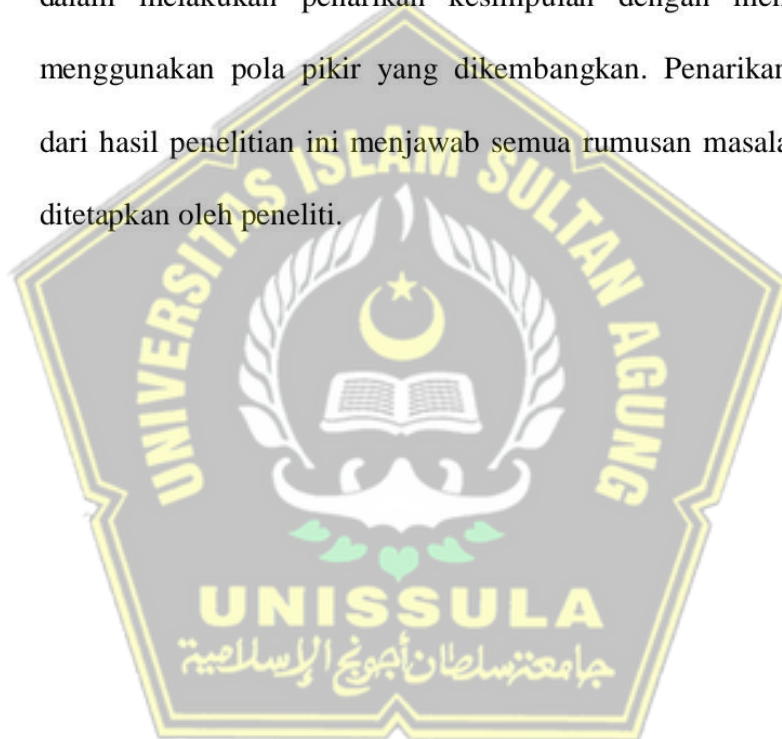 dalam melakukan penarikan kesimpulan dengan
menggunakan pola pikir yang dikembangkan. Penarikan
dari hasil penelitian ini menjawab semua rumusan
ditetapkan oleh peneliti.
UNIVERSITAS ISLAM SULTAN AGUNG
UNISSULA
جامعة سلطان أجونج الإسلامية